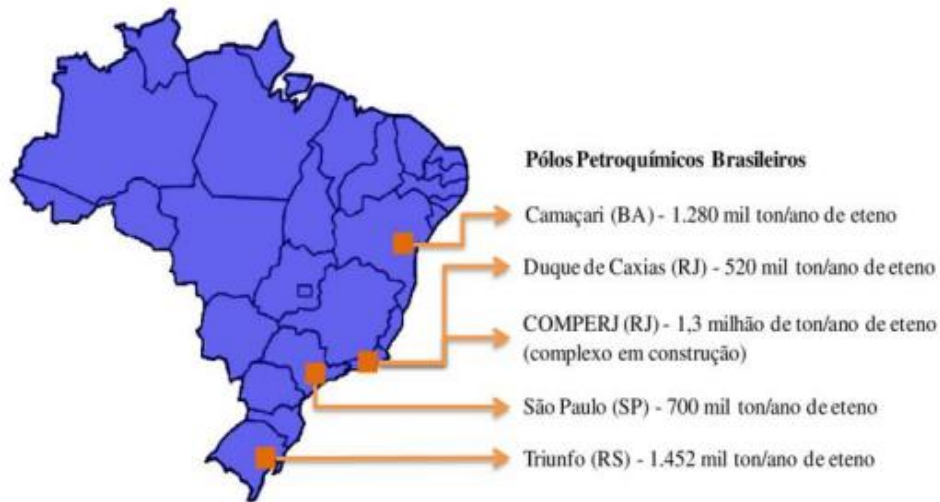 Pólos Petroquímicos Brasileiros
Camaçari (BA) - 1.280 mil ton/ano de eteno
Duque de Caxias (RJ) - 520 mil ton/ano de eteno
COMPERJ (RJ) - 1,3 milhão de ton/ano de eteno
(complexo em construção)
São Paulo (SP) - 700 mil ton/ano de eteno
Triunfo (RS) - 1.452 mil ton/ano de eteno